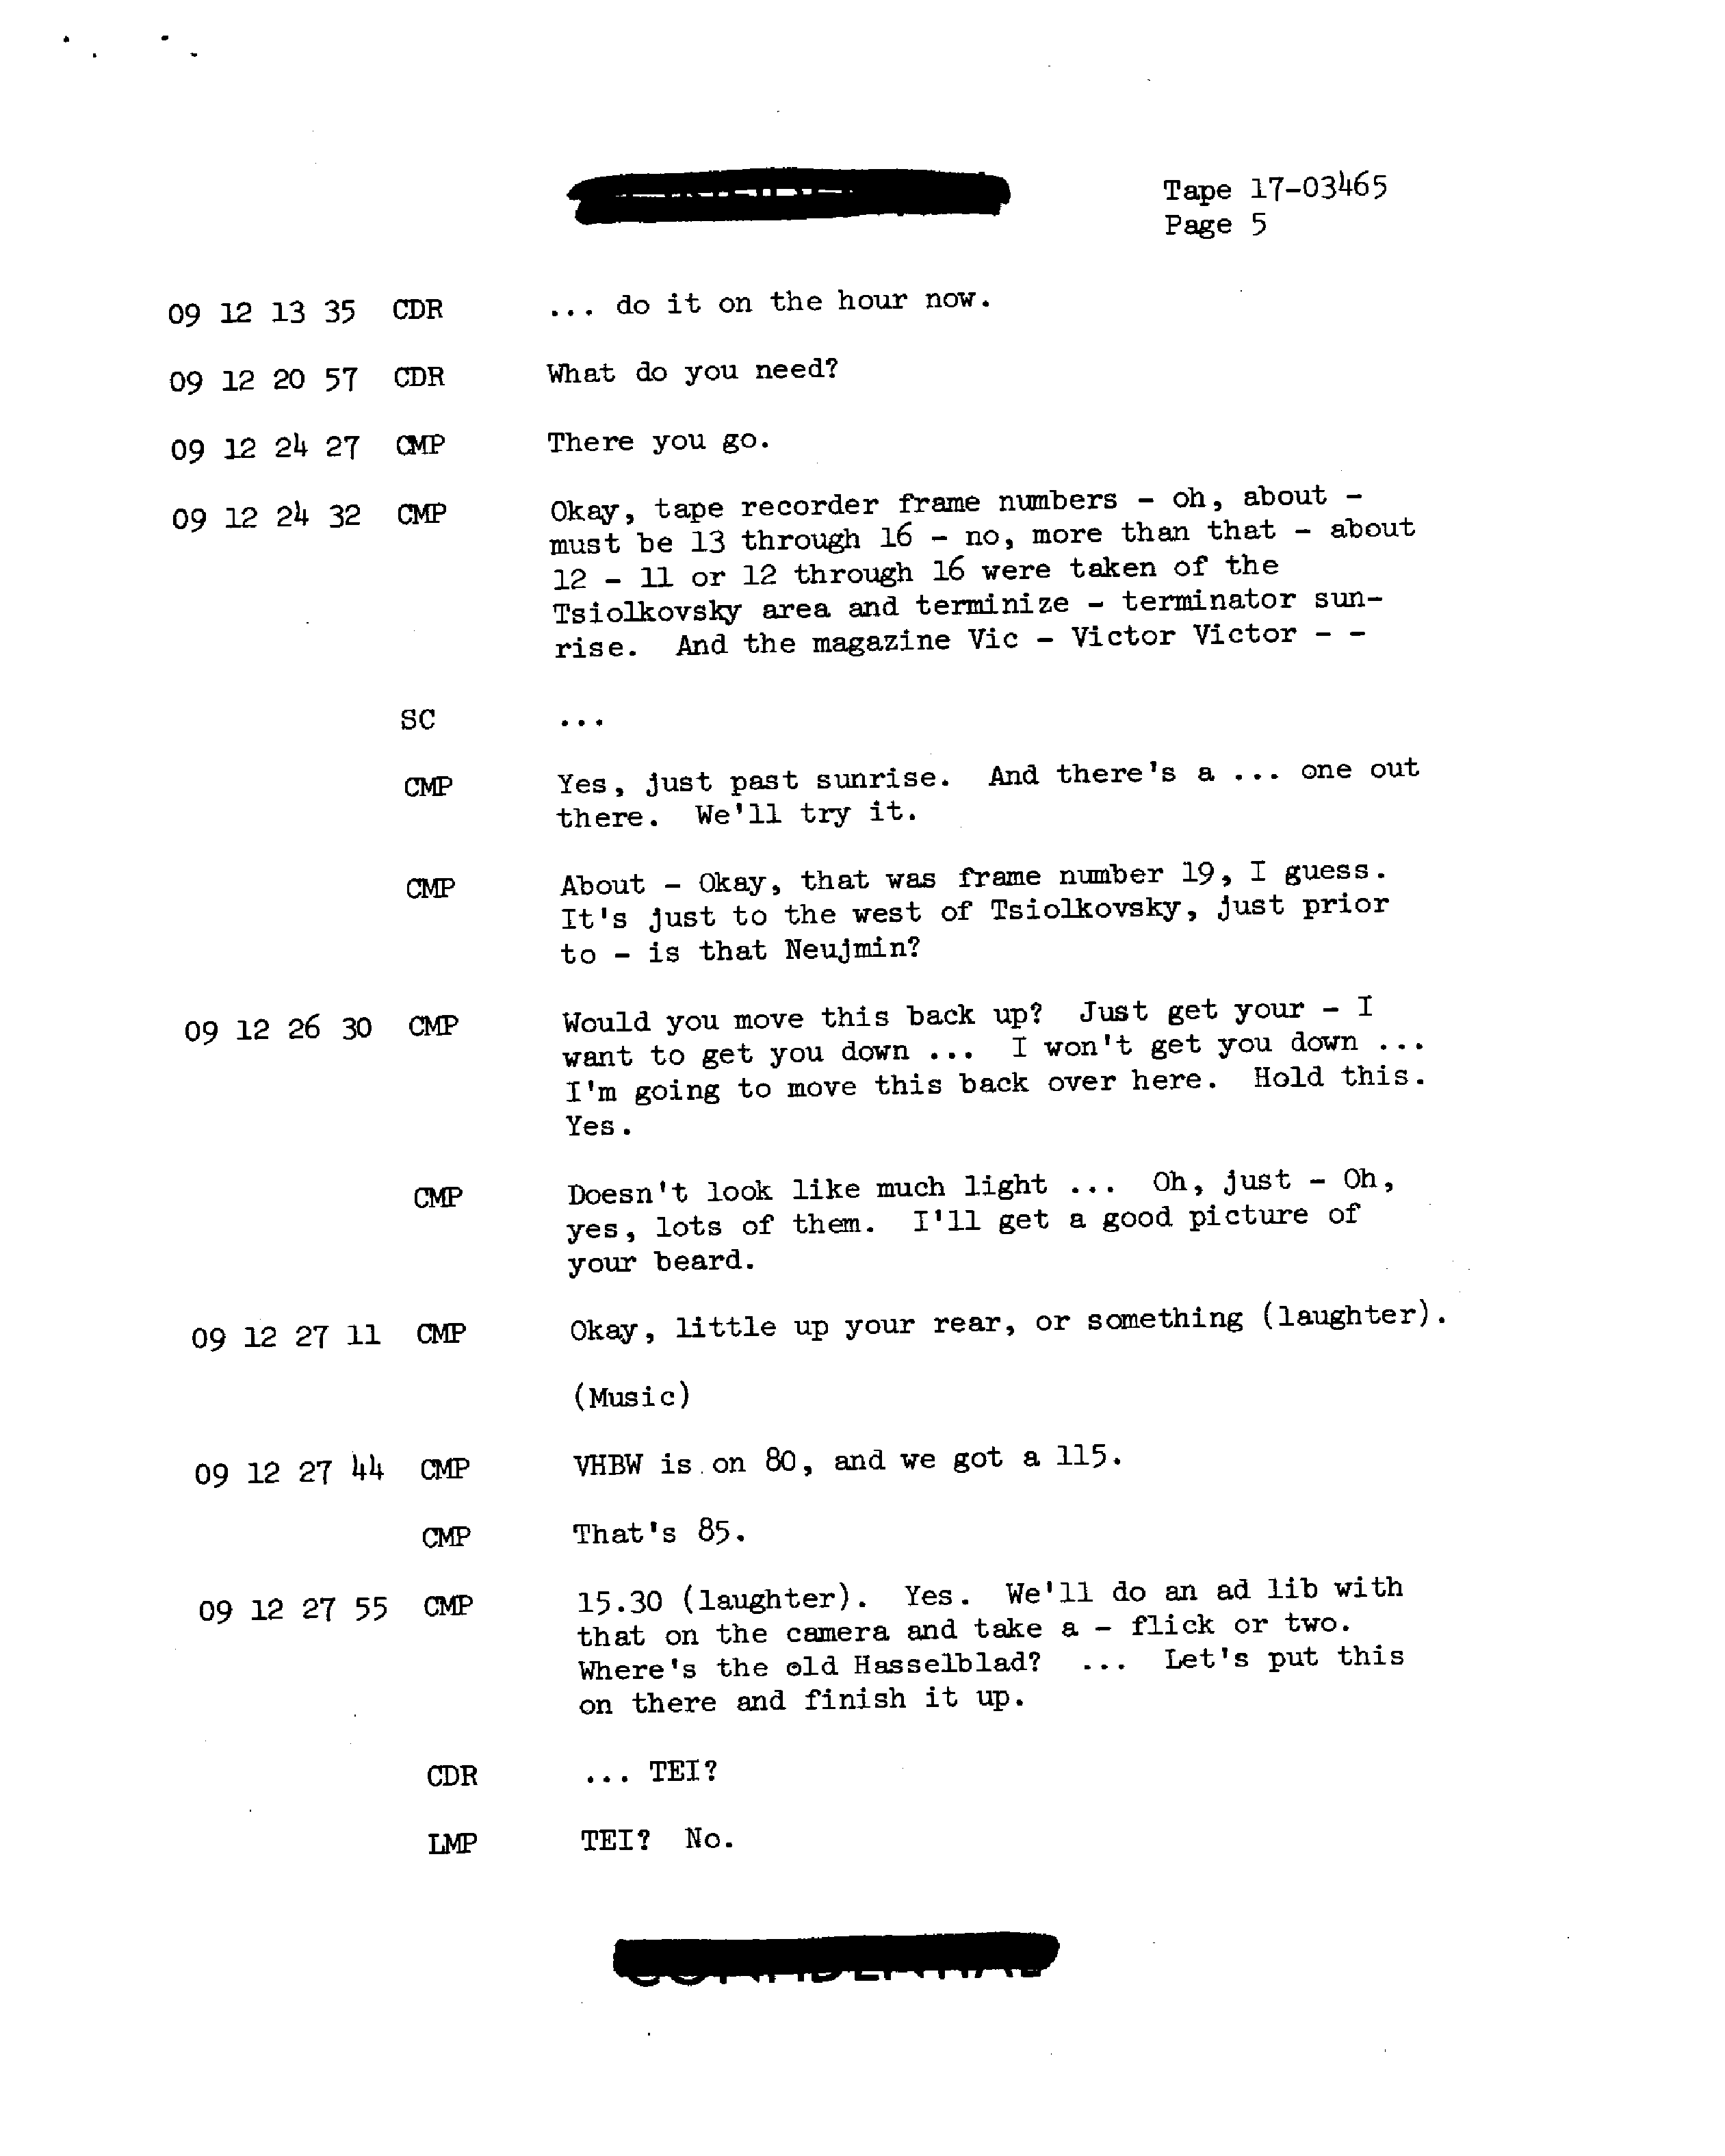 Tape 17-03465
Page 5
09 12 13 35 CDR ... do it on the hour now.
09 12 20 57 CDR What do you need?
09 12 24 27 CMP There you go.
09 12 24 32 CMP Okay, tape recorder frame numbers - oh, about -
must be 13 through 16 - no, more than that - about
12 - 11 or 12 through 16 were taken of the
Tsiolkovsky area and terminize - terminator sun-
rise. And the magazine Vic - Victor Victor - -
SC ...
CMP Yes, just past sunrise. And there's a ... one out
there. We'll try it.
CMP About - Okay, that was frame number 19, I guess.
It's just to the west of Tsiolkovsky, just prior
to - is that Neujmin?
09 12 26 30 CMP Would you move this back up? Just get your - I
want to get you down ... I won't get you down ...
I'm going to move this back over here. Hold this.
Yes.
CMP Doesn't look like much light ... Oh, just - Oh,
yes, lots of them. I'll get a good picture of
your beard.
09 12 27 11 CMP Okay, little up your rear, or something (laughter).
(Music)
09 12 27 44 CMP VHBW is on 80, and we got a 115.
CMP That's 85.
09 12 27 55 CMP 15.30 (laughter). Yes. We'll do an ad lib with
that on the camera and take a - flick or two.
Where's the old Hasselblad? ... Let's put this
on there and finish it up.
CDR ... TEI?
LMP TEI? No.